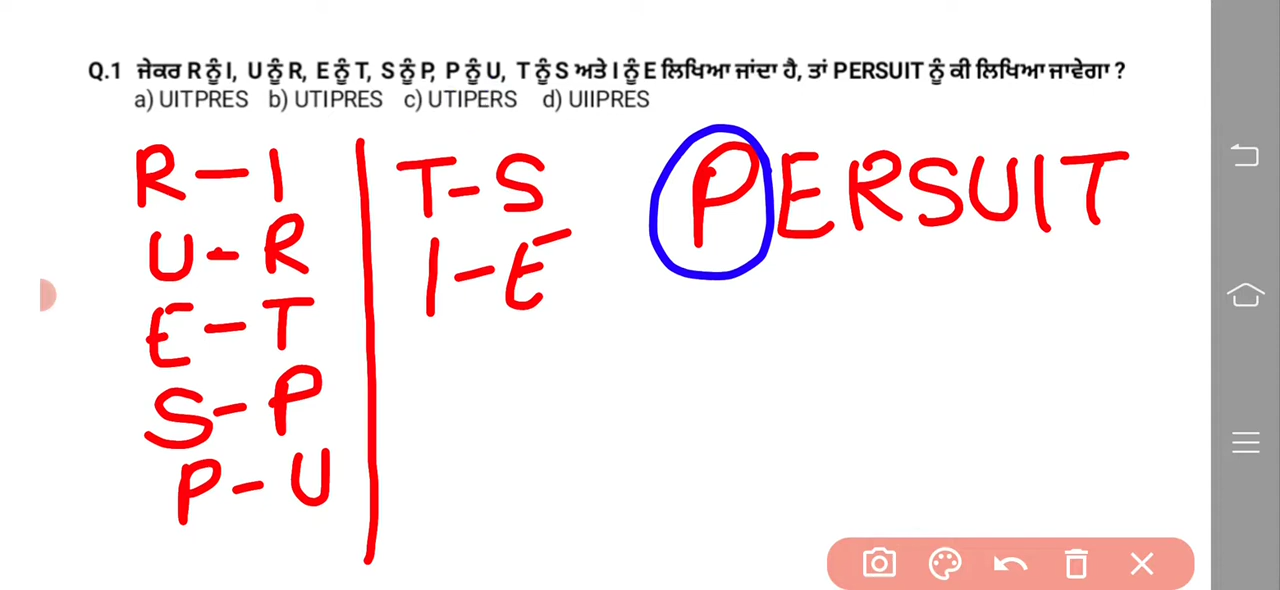 Q.1 ਜੇਕਰ R ਨੂੰ I, U ਨੂੰ R, E ਨੂੰ T, S ਨੂੰ P, P ਨੂੰ U, T ਨੂੰ S ਅਤੇ I ਨੂੰ E ਲਿਖਿਆ ਜਾਂਦਾ ਹੈ, ਤਾਂ PERSUIT ਨੂੰ ਕੀ ਲਿਖਿਆ ਜਾਵੇਗਾ ?
a) UITPRES b) UTIPRES c) UTIPERS d) UIIPRES
R - I
U - R
E - T
S - P
P - U
T - S
I - E
PERSUIT